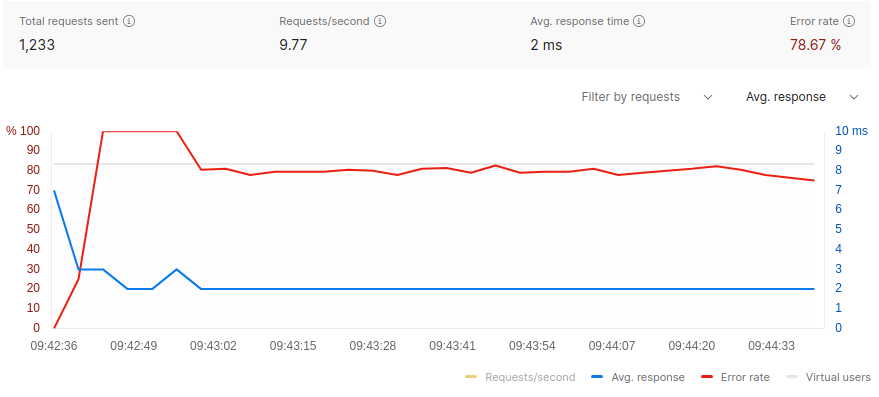 Total requests sent Requests/second Avg. response time Error rate
1,233 9.77 2 ms 78.67 %
Filter by requests Avg. response
% 100 10 ms
90 9
80 8
70 7
60 6
50 5
40 4
30 3
20 2
10 1
0 0
09:42:36 09:42:49 09:43:02 09:43:15 09:43:28 09:43:41 09:43:54 09:44:07 09:44:20 09:44:33
Requests/second Avg. response Error rate Virtual users